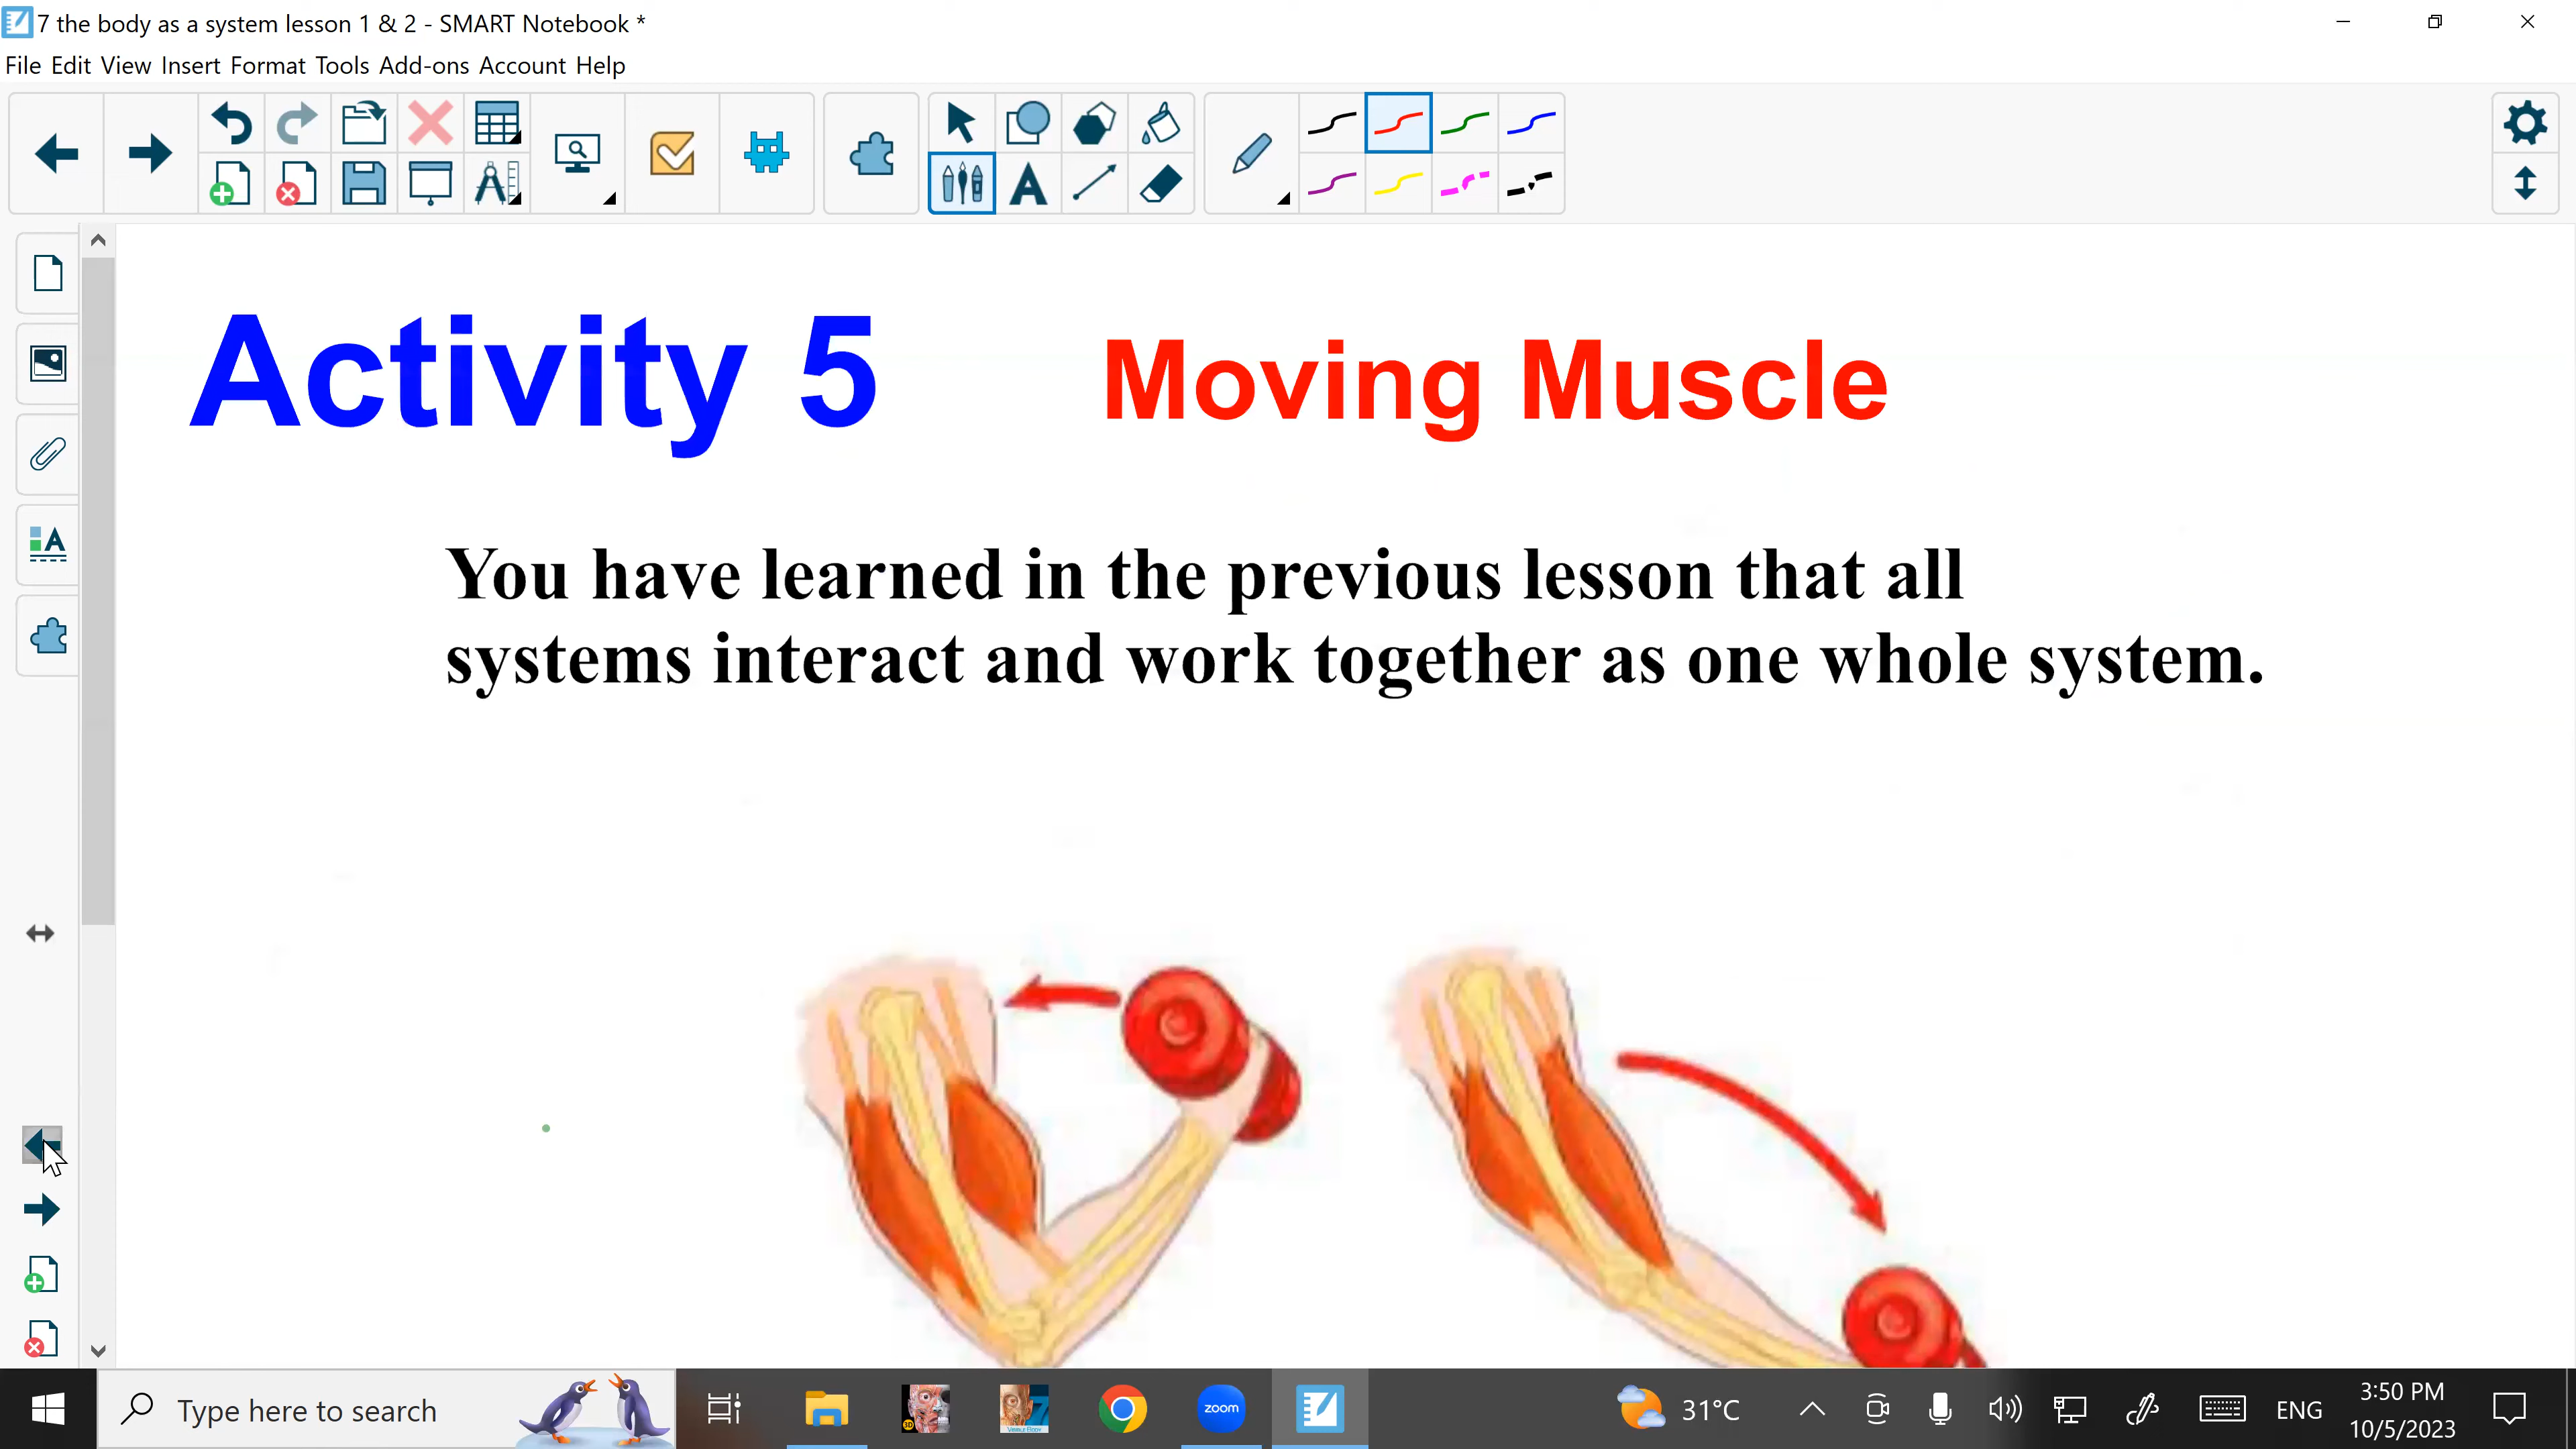 7 the body as a system lesson 1 & 2 - SMART Notebook *
File Edit View Insert Format Tools Add-ons Account Help
Activity 5 Moving Muscle
You have learned in the previous lesson that all
systems interact and work together as one whole system.
Type here to search
zoom
31°C
ENG
3:50 PM
10/5/2023